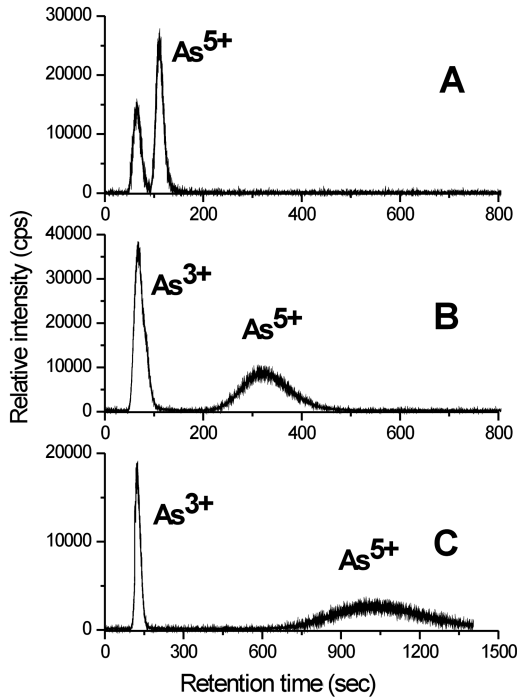 30000
20000
10000
0
As5+
A
0 200 400 600 800
40000
30000
20000
10000
0
As3+
As5+
B
0 200 400 600 800
20000
10000
0
As3+
As5+
C
0 300 600 900 1200 1500
Relative intensity (cps)
Retention time (sec)